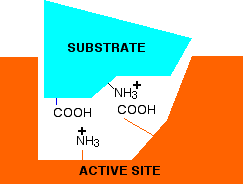 SUBSTRATE
+
NH3
COOH
COOH
+
NH3
ACTIVE SITE